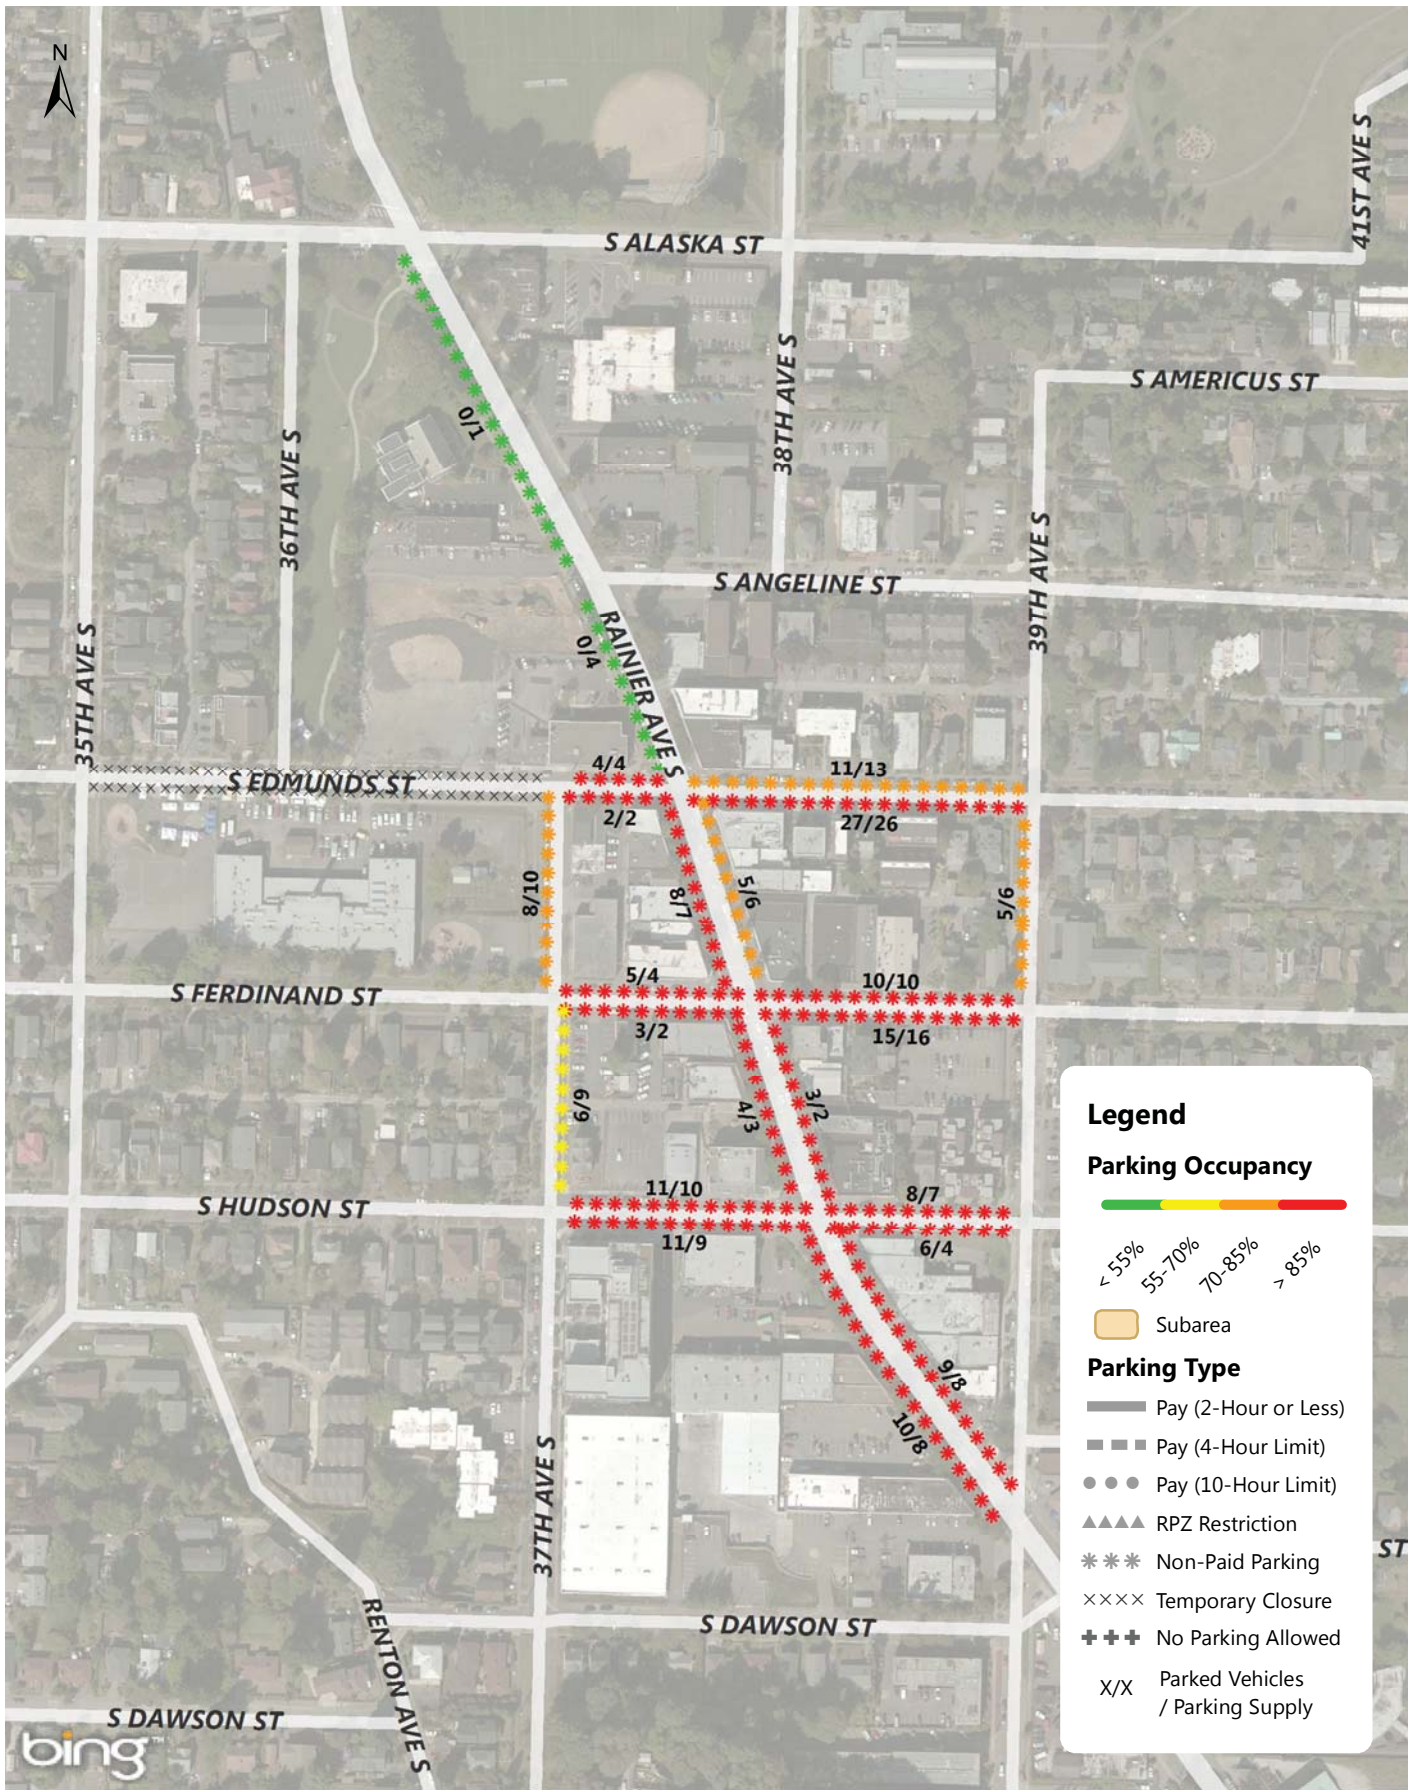 N
S ALASKA ST
41ST AVE S
S AMERICUS ST
38TH AVE S
0/1
36TH AVE S
39TH AVE S
S ANGELINE ST
35TH AVE S
0/4
RAINIER AVE S
4/4
11/13
S EDMUNDS ST
2/2
27/26
8/10
8/7
5/6
5/6
5/4
10/10
S FERDINAND ST
3/2
15/16
6/9
4/3
3/2
11/10
8/7
S HUDSON ST
11/9
6/4
9/8
10/8
37TH AVE S
S DAWSON ST
RENTON AVE S
S DAWSON ST
bing
ST
Legend
Parking Occupancy
< 55%
55-70%
70-85%
> 85%
Subarea
Parking Type
Pay (2-Hour or Less)
Pay (4-Hour Limit)
Pay (10-Hour Limit)
RPZ Restriction
Non-Paid Parking
Temporary Closure
No Parking Allowed
X/X Parked Vehicles
/ Parking Supply